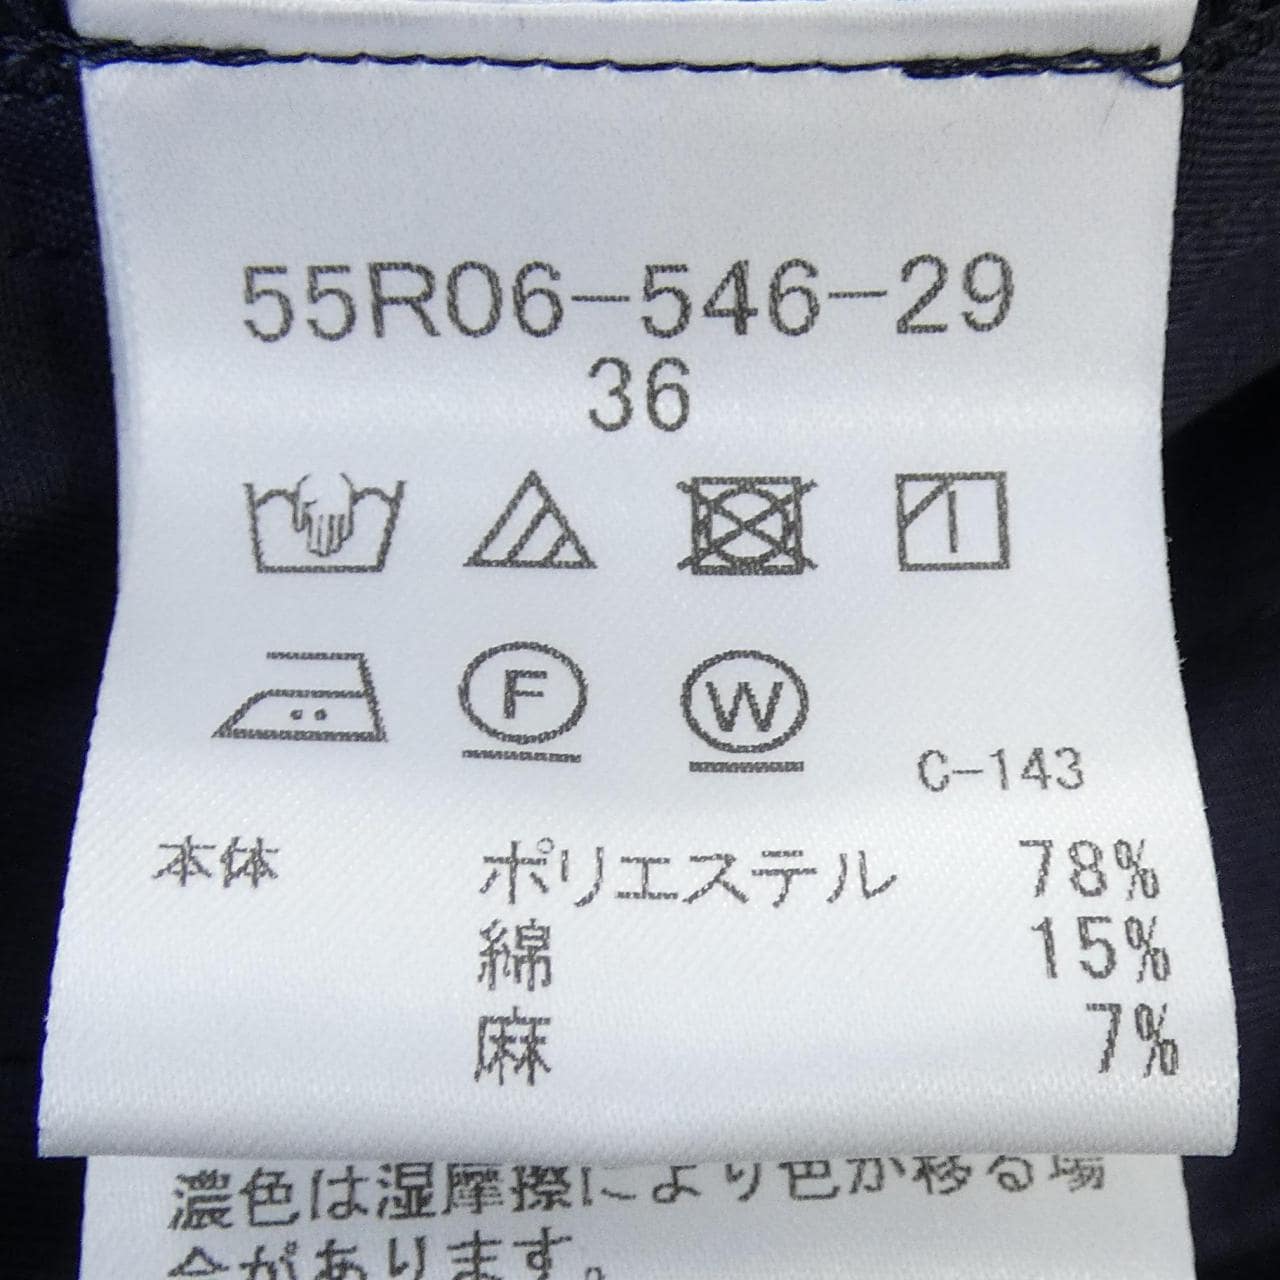 55R06-546-29
36
F W
C-143
本体 ポリエステル 78%
綿 15%
麻 7%
濃色は湿摩擦により色が移る場
合があります。